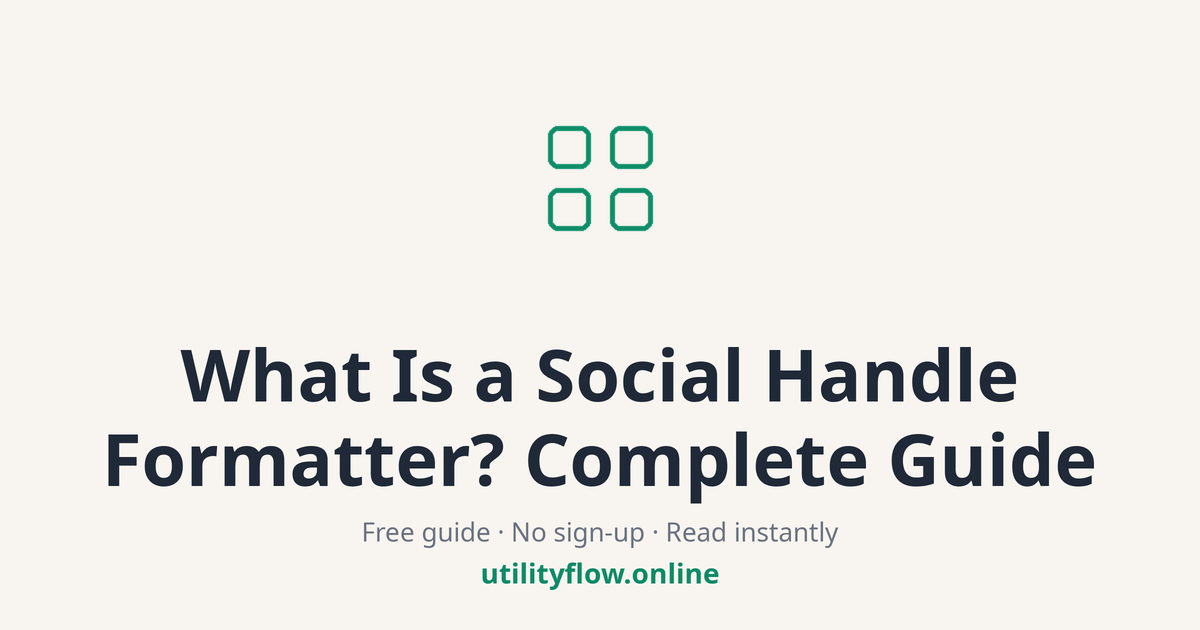 What Is a Social Handle
Formatter? Complete Guide
Free guide · No sign-up · Read instantly
utilityflow.online